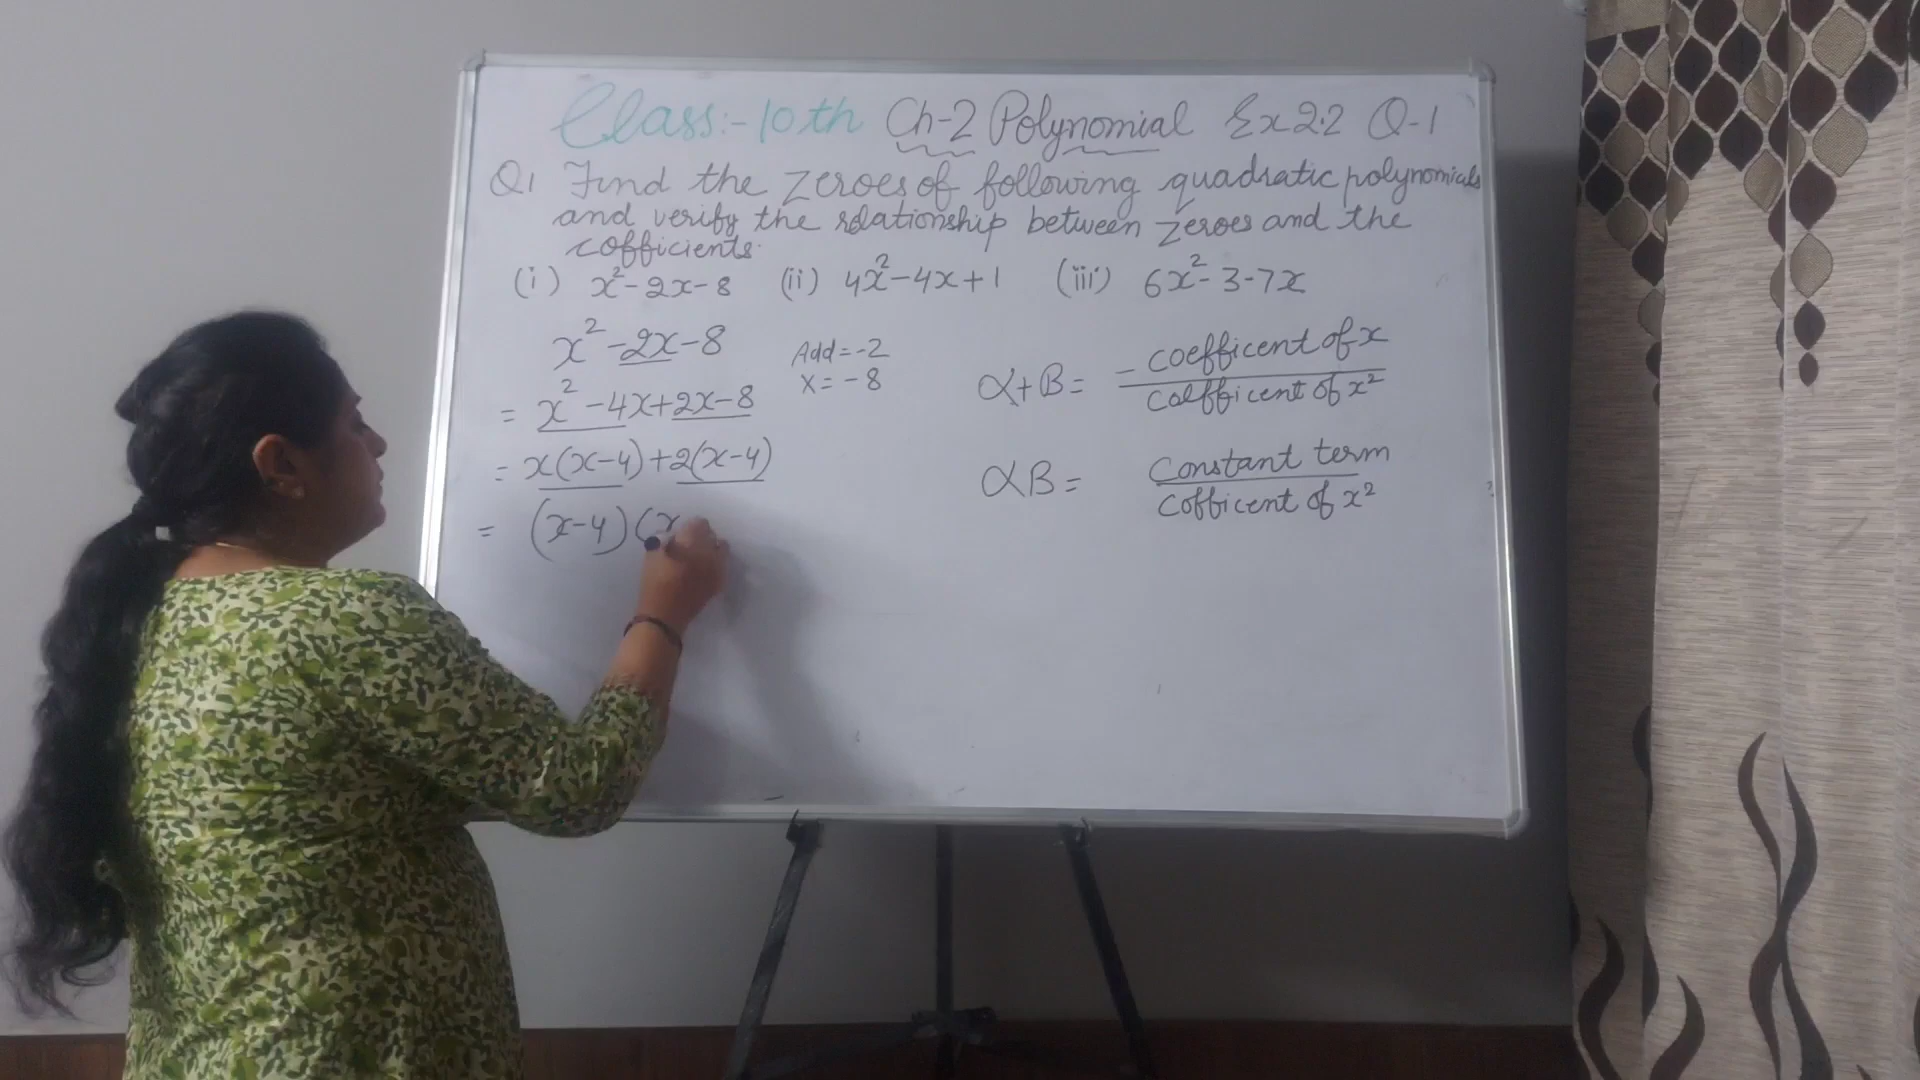 Class:- 10th Ch-2 Polynomial Ex 2.2 Q-1
Q1 Find the zeroes of following quadratic polynomials
and verify the relationship between zeroes and the
cofficients.
(i) x²-2x-8 (ii) 4x²-4x+1 (iii) 6x²-3-7x
x²-2x-8
Add=-2
x=-8
= x²-4x+2x-8
= x(x-4)+2(x-4)
= (x-4)(x
α+B= -coefficent of x
coefficent of x²
αB= Constant term
Cofficent of x²